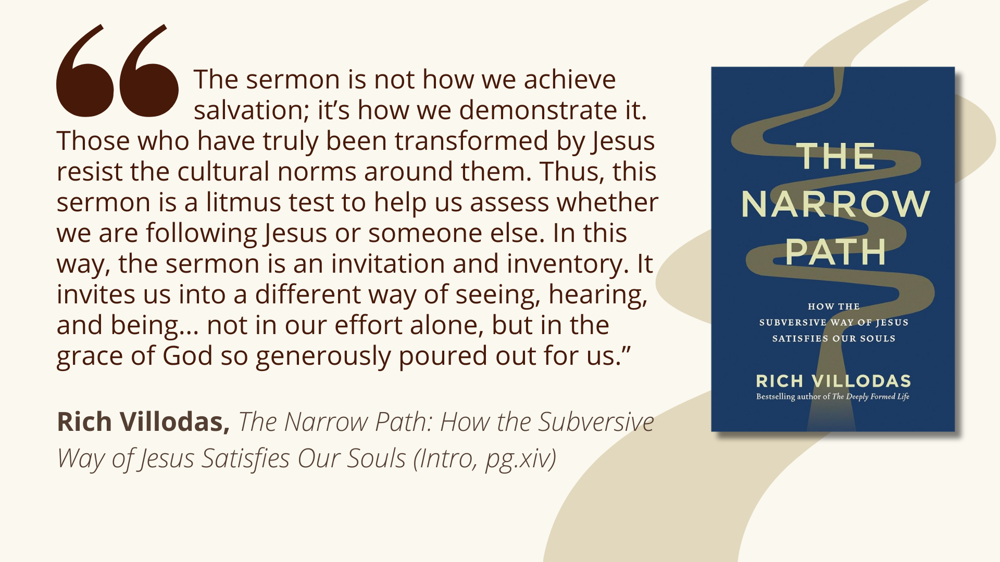 “The sermon is not how we achieve
salvation; it’s how we demonstrate it.
Those who have truly been transformed by Jesus
resist the cultural norms around them. Thus, this
sermon is a litmus test to help us assess whether
we are following Jesus or someone else. In this
way, the sermon is an invitation and inventory. It
invites us into a different way of seeing, hearing,
and being... not in our effort alone, but in the
grace of God so generously poured out for us.”
Rich Villodas, The Narrow Path: How the Subversive
Way of Jesus Satisfies Our Souls (Intro, pg.xiv)
THE
NARROW
PATH
HOW THE
SUBVERSIVE WAY OF JESUS
SATISFIES OUR SOULS
RICH VILLODAS
Bestselling author of The Deeply Formed Life